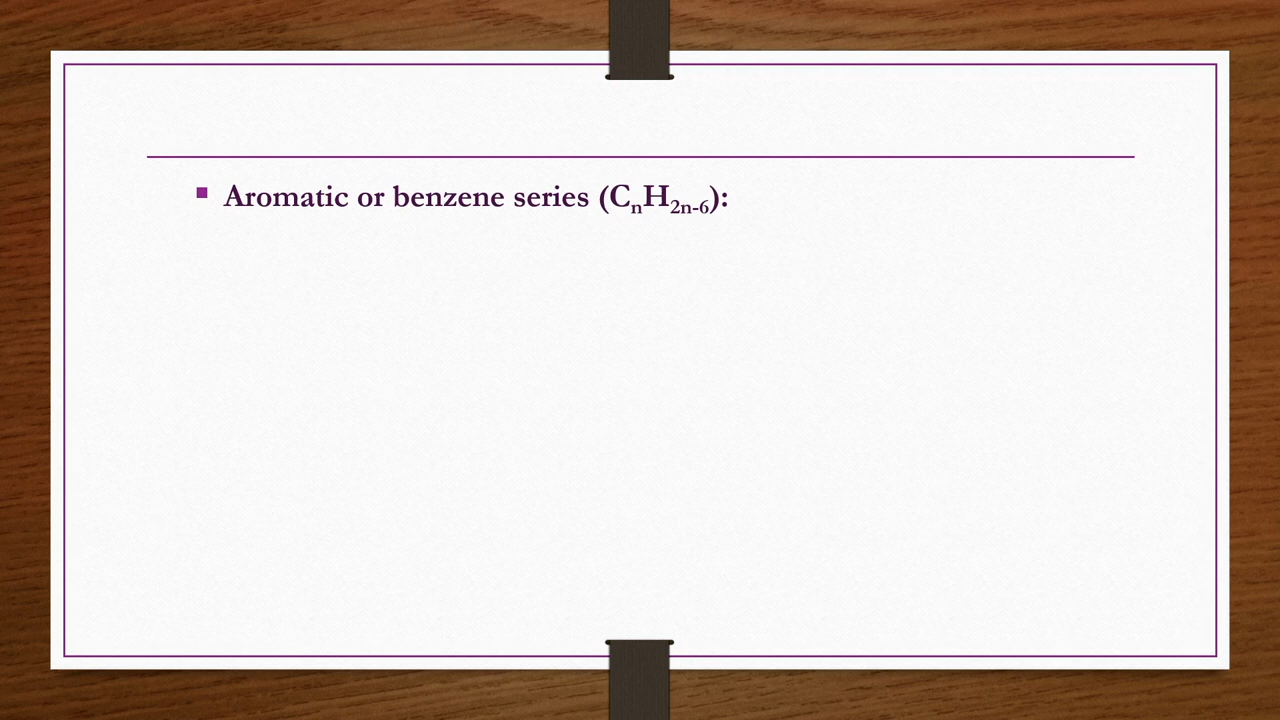 ▪ Aromatic or benzene series (CₙH₂ₙ₋₆):